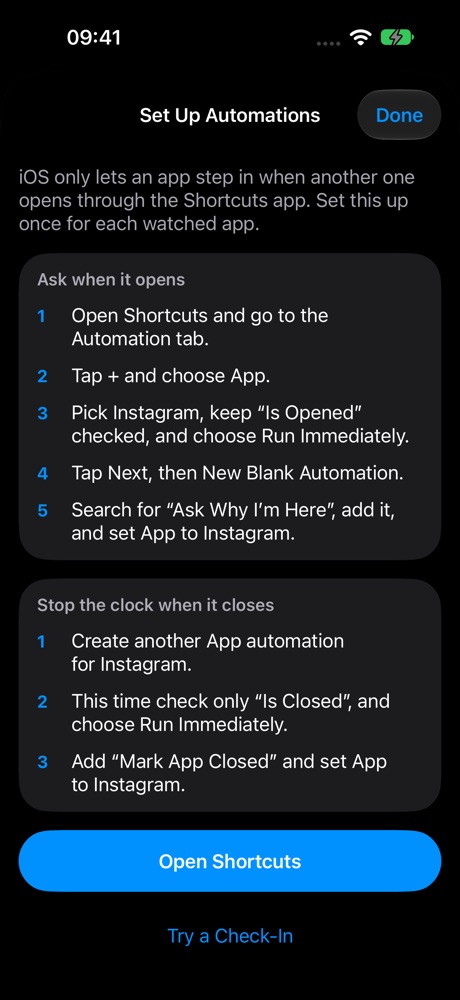 09:41
Set Up Automations
Done
iOS only lets an app step in when another one
opens through the Shortcuts app. Set this up
once for each watched app.
Ask when it opens
1 Open Shortcuts and go to the
Automation tab.
2 Tap + and choose App.
3 Pick Instagram, keep “Is Opened”
checked, and choose Run Immediately.
4 Tap Next, then New Blank Automation.
5 Search for “Ask Why I’m Here”, add it,
and set App to Instagram.
Stop the clock when it closes
1 Create another App automation
for Instagram.
2 This time check only “Is Closed”, and
choose Run Immediately.
3 Add “Mark App Closed” and set App
to Instagram.
Open Shortcuts
Try a Check-In